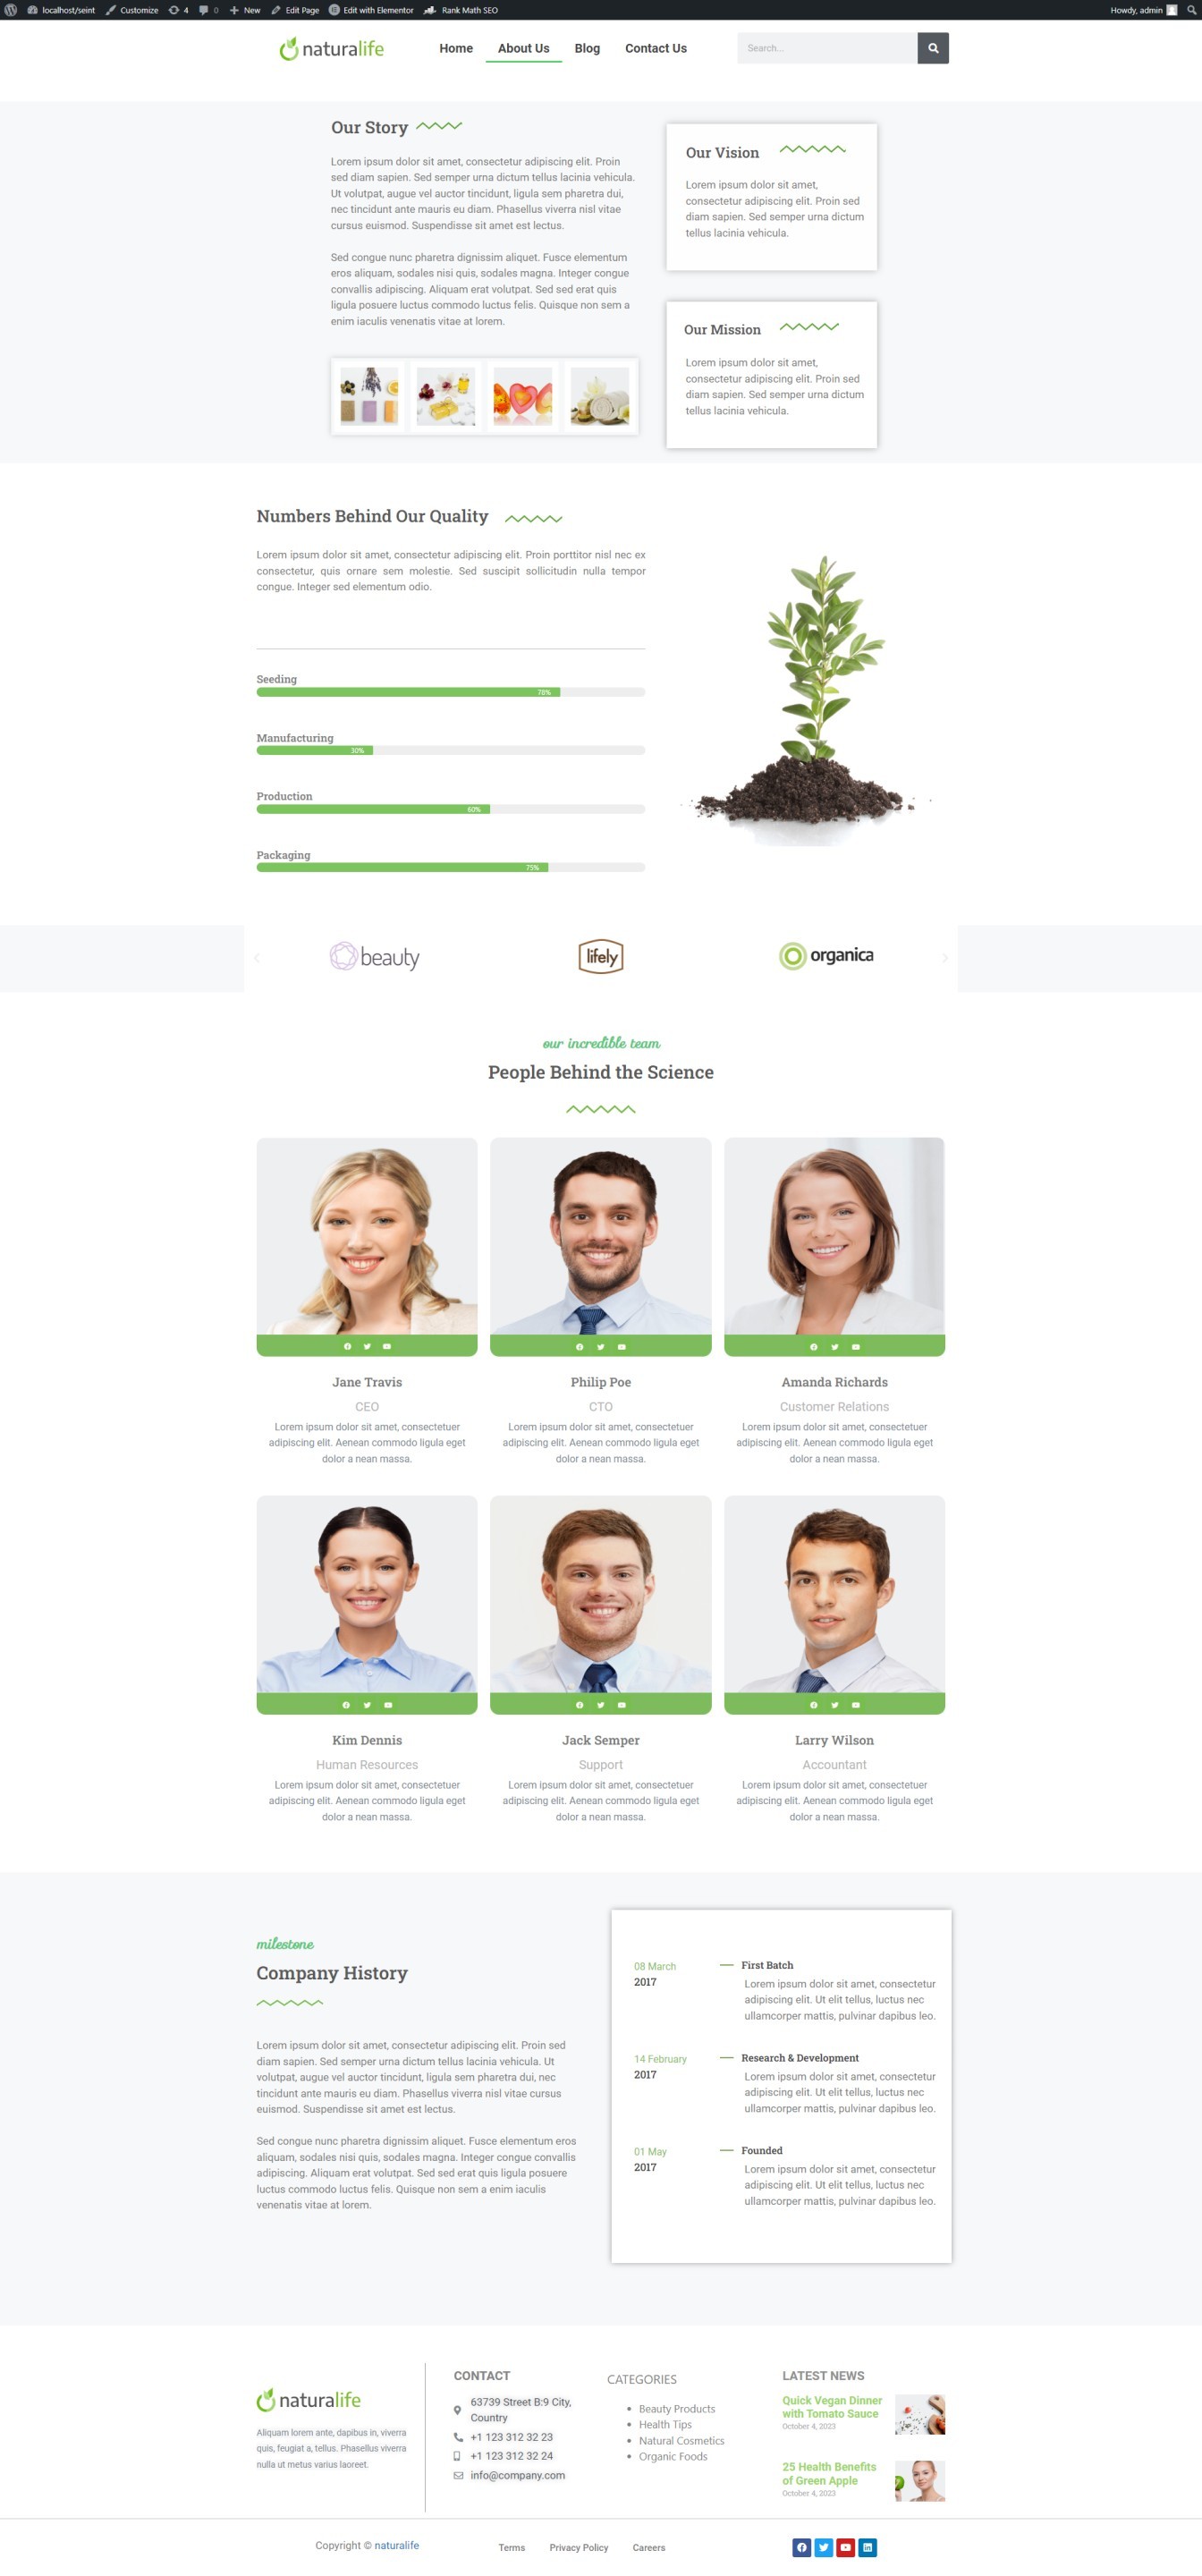 localhost/seint
Customize
4
0
New
Edit Page
Edit with Elementor
Rank Math SEO
Howdy, admin
naturalife
Home
About Us
Blog
Contact Us
Search...
Our Story
Lorem ipsum dolor sit amet, consectetur adipiscing elit. Proin
sed diam sapien. Sed semper urna dictum tellus lacinia vehicula.
Ut volutpat, augue vel auctor tincidunt, ligula sem pharetra dui,
nec tincidunt ante mauris eu diam. Phasellus viverra nisl vitae
cursus euismod. Suspendisse sit amet est lectus.
Sed congue nunc pharetra dignissim aliquet. Fusce elementum
eros aliquam, sodales nisi quis, sodales magna. Integer congue
convallis adipiscing. Aliquam erat volutpat. Sed sed erat quis
ligula posuere luctus commodo luctus felis. Quisque non sem a
enim iaculis venenatis vitae at lorem.
Our Vision
Lorem ipsum dolor sit amet,
consectetur adipiscing elit. Proin sed
diam sapien. Sed semper urna dictum
tellus lacinia vehicula.
Our Mission
Lorem ipsum dolor sit amet,
consectetur adipiscing elit. Proin sed
diam sapien. Sed semper urna dictum
tellus lacinia vehicula.
Numbers Behind Our Quality
Lorem ipsum dolor sit amet, consectetur adipiscing elit. Proin porttitor nisl nec ex
consectetur, quis ornare sem molestie. Sed suscipit sollicitudin nulla tempor
congue. Integer sed elementum odio.
Seeding
78%
Manufacturing
30%
Production
60%
Packaging
75%
beauty
lifely
organica
our incredible team
People Behind the Science
Jane Travis
CEO
Lorem ipsum dolor sit amet, consectetuer
adipiscing elit. Aenean commodo ligula eget
dolor a nean massa.
Philip Poe
CTO
Lorem ipsum dolor sit amet, consectetuer
adipiscing elit. Aenean commodo ligula eget
dolor a nean massa.
Amanda Richards
Customer Relations
Lorem ipsum dolor sit amet, consectetuer
adipiscing elit. Aenean commodo ligula eget
dolor a nean massa.
Kim Dennis
Human Resources
Lorem ipsum dolor sit amet, consectetuer
adipiscing elit. Aenean commodo ligula eget
dolor a nean massa.
Jack Semper
Support
Lorem ipsum dolor sit amet, consectetuer
adipiscing elit. Aenean commodo ligula eget
dolor a nean massa.
Larry Wilson
Accountant
Lorem ipsum dolor sit amet, consectetuer
adipiscing elit. Aenean commodo ligula eget
dolor a nean massa.
milestone
Company History
Lorem ipsum dolor sit amet, consectetur adipiscing elit. Proin sed
diam sapien. Sed semper urna dictum tellus lacinia vehicula. Ut
volutpat, augue vel auctor tincidunt, ligula sem pharetra dui, nec
tincidunt ante mauris eu diam. Phasellus viverra nisl vitae cursus
euismod. Suspendisse sit amet est lectus.
Sed congue nunc pharetra dignissim aliquet. Fusce elementum eros
aliquam, sodales nisi quis, sodales magna. Integer congue convallis
adipiscing. Aliquam erat volutpat. Sed sed erat quis ligula posuere
luctus commodo luctus felis. Quisque non sem a enim iaculis
venenatis vitae at lorem.
08 March
2017
First Batch
Lorem ipsum dolor sit amet, consectetur
adipiscing elit. Ut elit tellus, luctus nec
ullamcorper mattis, pulvinar dapibus leo.
14 February
2017
Research & Development
Lorem ipsum dolor sit amet, consectetur
adipiscing elit. Ut elit tellus, luctus nec
ullamcorper mattis, pulvinar dapibus leo.
01 May
2017
Founded
Lorem ipsum dolor sit amet, consectetur
adipiscing elit. Ut elit tellus, luctus nec
ullamcorper mattis, pulvinar dapibus leo.
naturalife
Aliquam lorem ante, dapibus in, viverra
quis, feugiat a, tellus. Phasellus viverra
nulla ut metus varius laoreet.
CONTACT
63739 Street B:9 City,
Country
+1 123 312 32 23
+1 123 312 32 24
info@company.com
CATEGORIES
Beauty Products
Health Tips
Natural Cosmetics
Organic Foods
LATEST NEWS
Quick Vegan Dinner
with Tomato Sauce
October 4, 2023
25 Health Benefits
of Green Apple
October 4, 2023
Copyright © naturalife
Terms
Privacy Policy
Careers